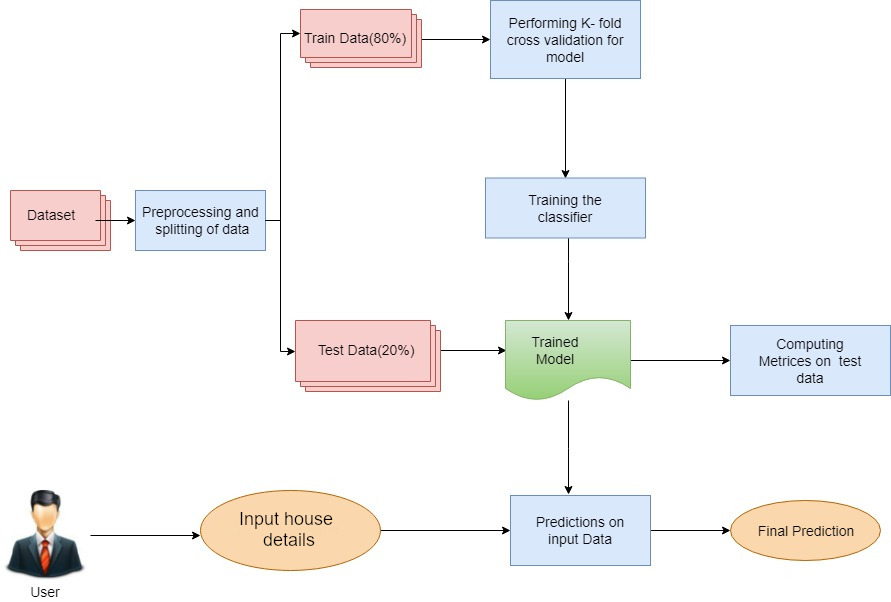 Performing K- fold
cross validation for
model
Train Data(80%)
Dataset
Preprocessing and
splitting of data
Training the
classifier
Test Data(20%)
Trained
Model
Computing
Metrices on test
data
Input house
details
Predictions on
input Data
Final Prediction
User